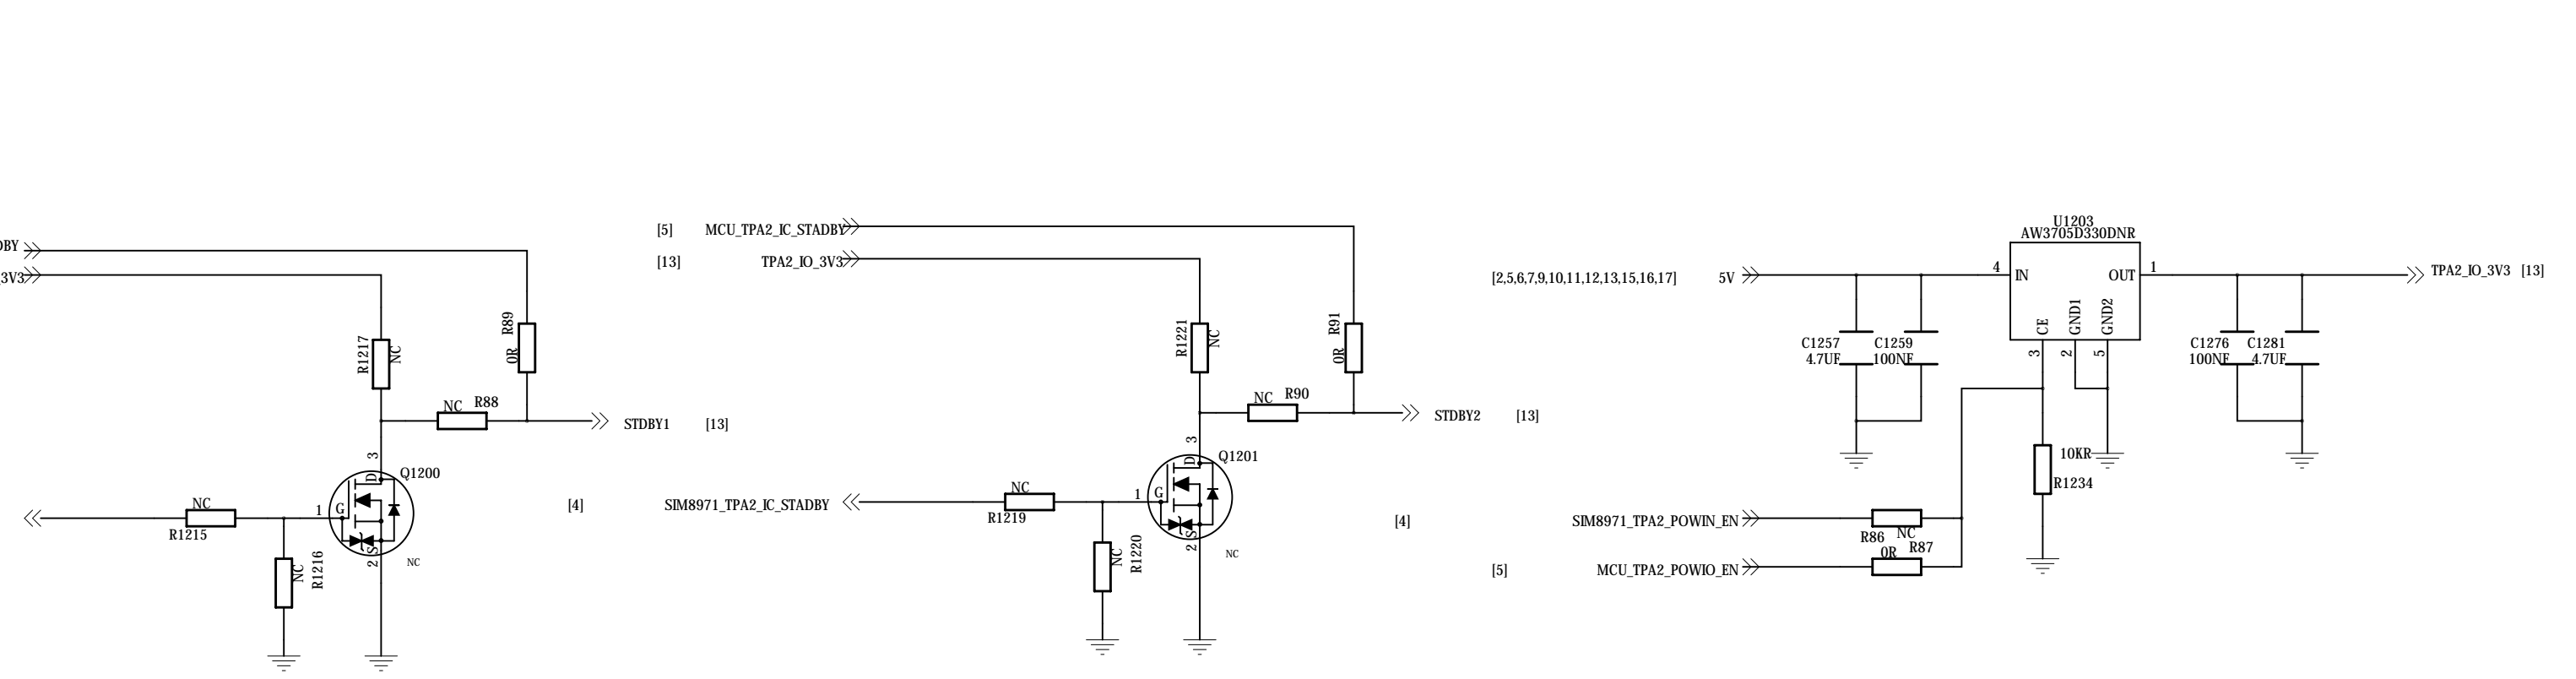 DBY
3V3
R1217
NC
R89
0R
NC
R88
STDBY1
[13]
3
D
Q1200
NC
R1215
1
G
S
2
NC
NC
R1216
[5]
MCU_TPA2_IC_STADBY
[13]
TPA2_IO_3V3
R1221
NC
R91
0R
NC
R90
STDBY2
[13]
3
D
Q1201
[4]
SIM8971_TPA2_IC_STADBY
NC
R1219
1
G
S
2
NC
NC
R1220
U1203
AW3705D330DNR
[2,5,6,7,9,10,11,12,13,15,16,17]
5V
4
IN
OUT
1
TPA2_IO_3V3
[13]
CE
GND1
GND2
3
2
5
C1257
4.7UF
C1259
100NF
C1276
100NF
C1281
4.7UF
10KR
R1234
[4]
SIM8971_TPA2_POWIN_EN
R86
NC
0R
R87
[5]
MCU_TPA2_POWIO_EN